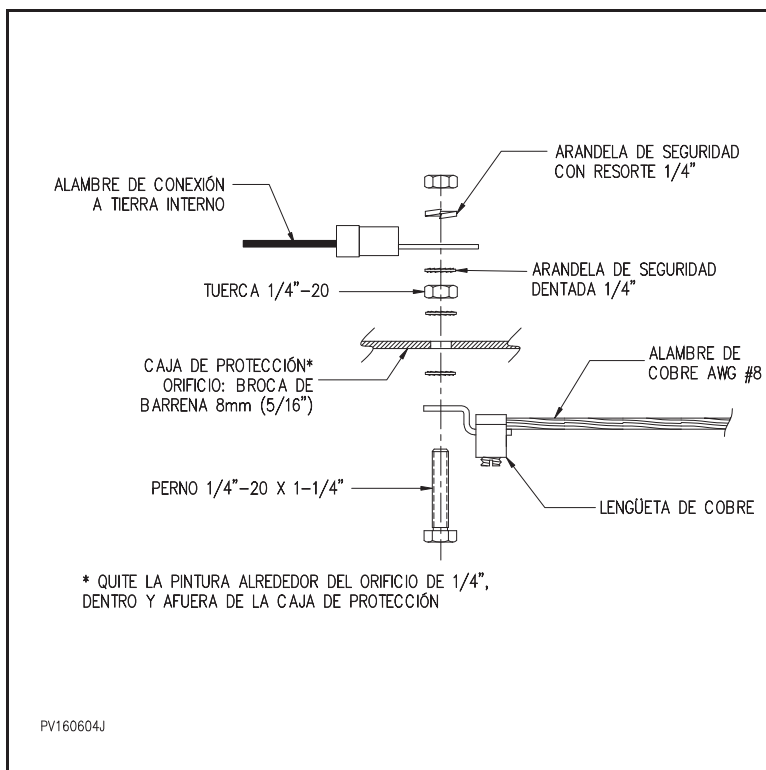 ARANDELA DE SEGURIDAD
CON RESORTE 1/4”
ALAMBRE DE CONEXIÓN
A TIERRA INTERNO
ARANDELA DE SEGURIDAD
DENTADA 1/4”
TUERCA 1/4”-20
CAJA DE PROTECCIÓN*
ORIFICIO: BROCA DE
BARRENA 8mm (5/16”)
ALAMBRE DE
COBRE AWG #8
PERNO 1/4”-20 X 1-1/4”
LENGÜETA DE COBRE
* QUITE LA PINTURA ALREDEDOR DEL ORIFICIO DE 1/4”,
DENTRO Y AFUERA DE LA CAJA DE PROTECCIÓN
PV160604J